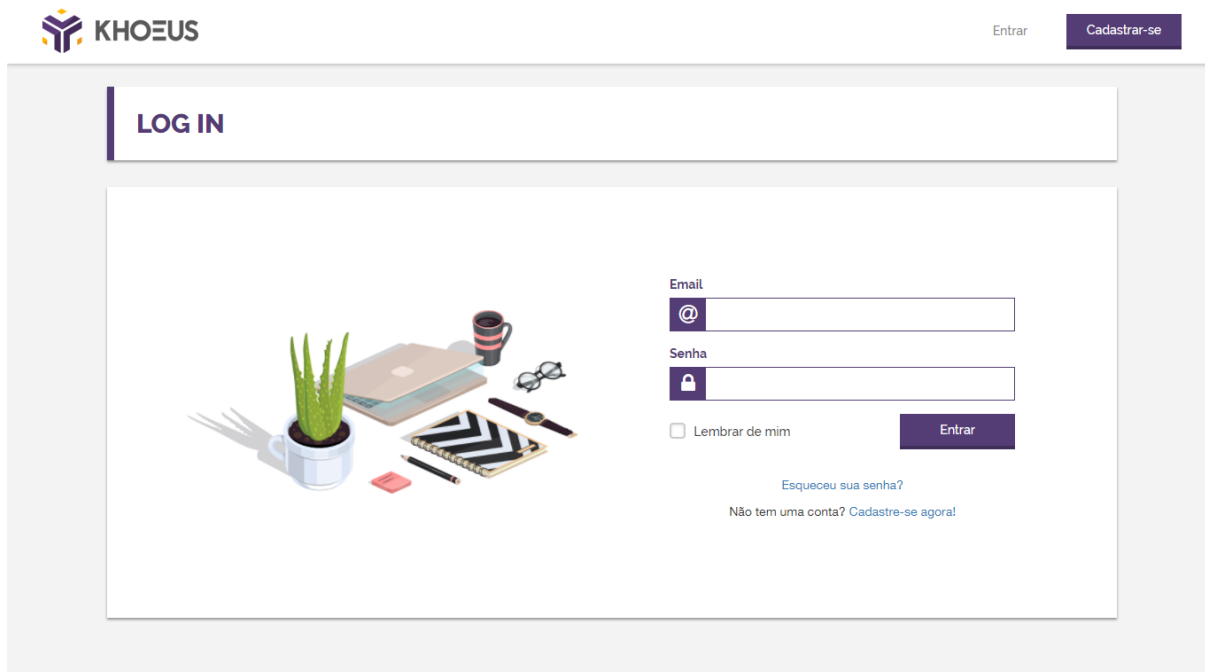 KHOEUS
Entrar
Cadastrar-se
LOG IN
Email
@
Senha
Lembrar de mim
Entrar
Esqueceu sua senha?
Não tem uma conta? Cadastre-se agora!